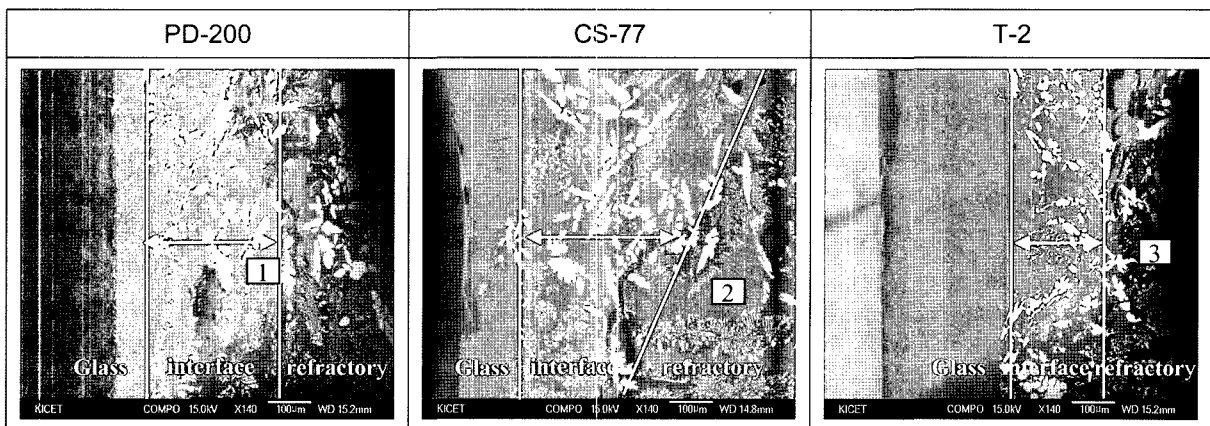 PD-200 CS-77 T-2
1
2
3
Glass interface refractory
Glass interface refractory
Glass interface refractory
KICET COMPO 15.0kV X140 100µm WD 15.2mm
KICET COMPO 15.0kV X140 100µm WD 14.8mm
KICET COMPO 15.0kV X140 100µm WD 15.2mm